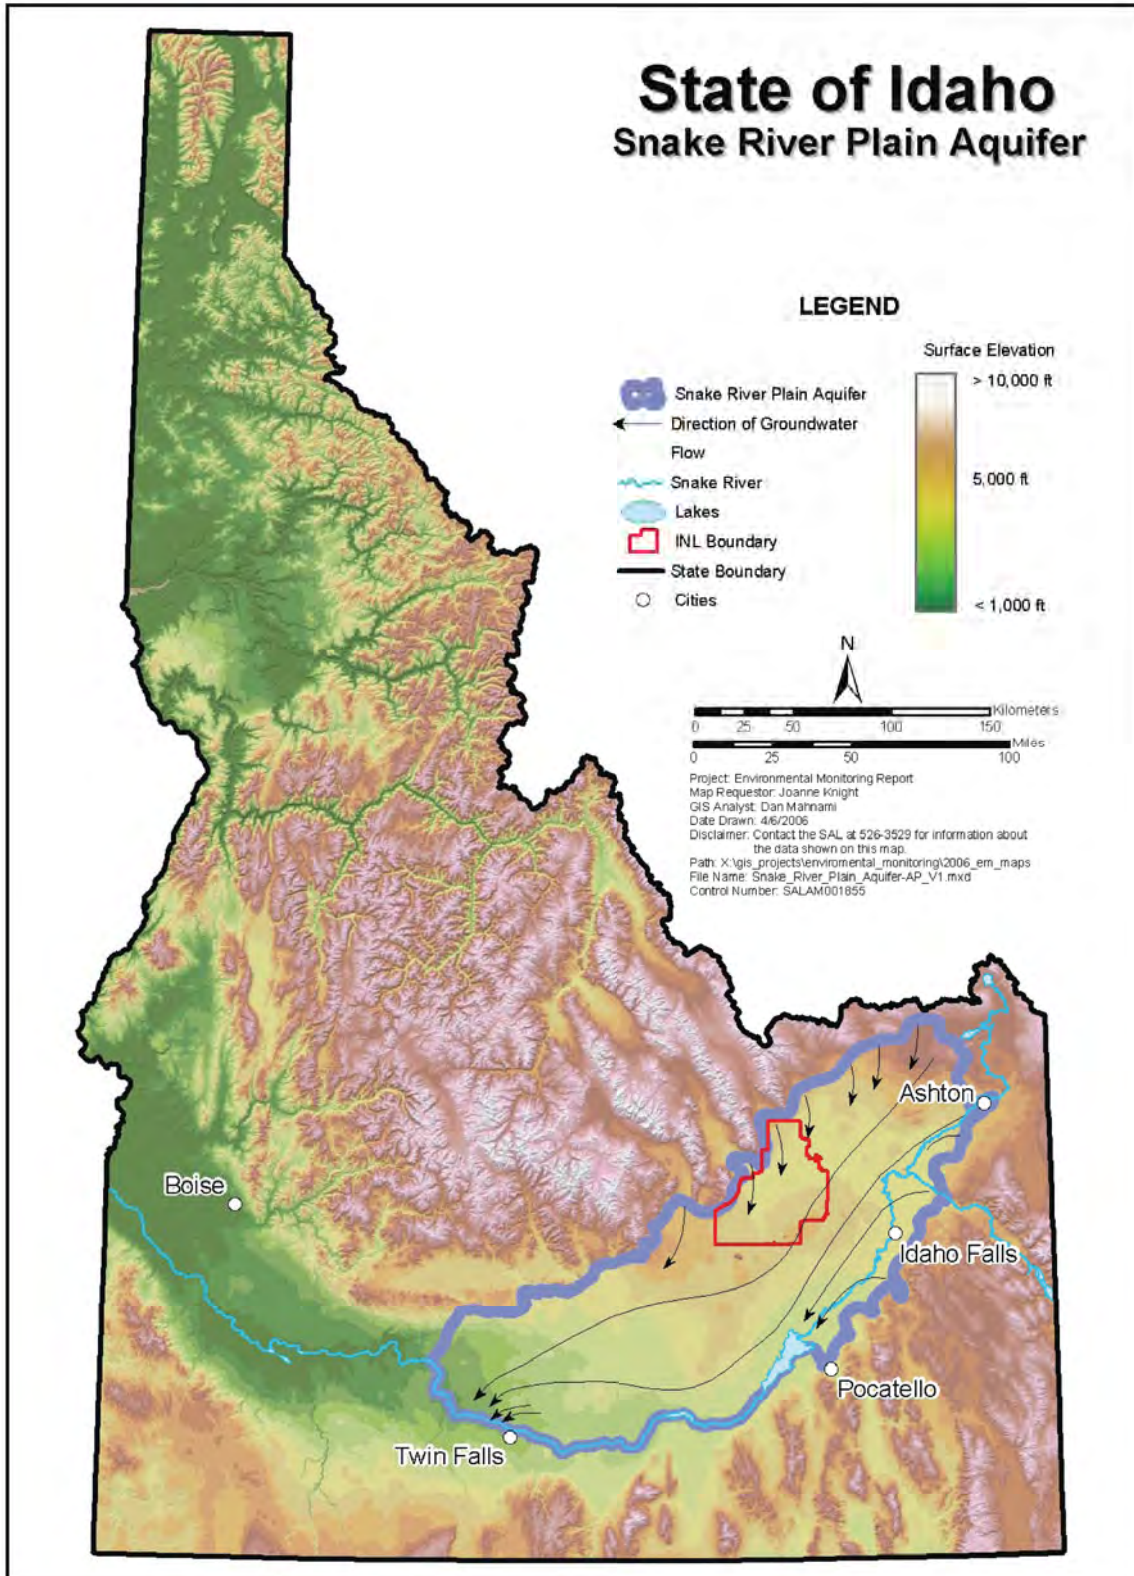 State of Idaho
Snake River Plain Aquifer
LEGEND
Surface Elevation
> 10,000 ft
5,000 ft
< 1,000 ft
Snake River Plain Aquifer
Direction of Groundwater
Flow
Snake River
Lakes
INL Boundary
State Boundary
Cities
N
Kilometers
0 25 50 100 150
Miles
0 25 50 100
Project: Environmental Monitoring Report
Map Requestor: Joanne Knight
GIS Analyst: Dan Mahnami
Date Drawn: 4/6/2006
Disclaimer: Contact the SAL at 526-3529 for information about
the data shown on this map.
Path: X:\gis_projects\enviromental_monitoring\2006_em_maps
File Name: Snake_River_Plain_Aquifer-AP_V1.mxd
Control Number: SALAM001855
Ashton
Boise
Idaho Falls
Pocatello
Twin Falls